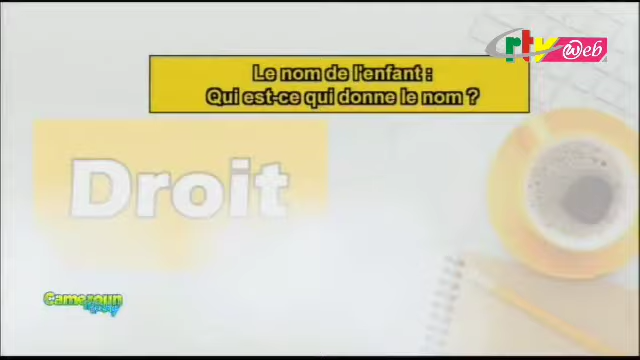 crtv web
Le nom de l'enfant :
Qui est-ce qui donne le nom ?
Droit
Cameroun